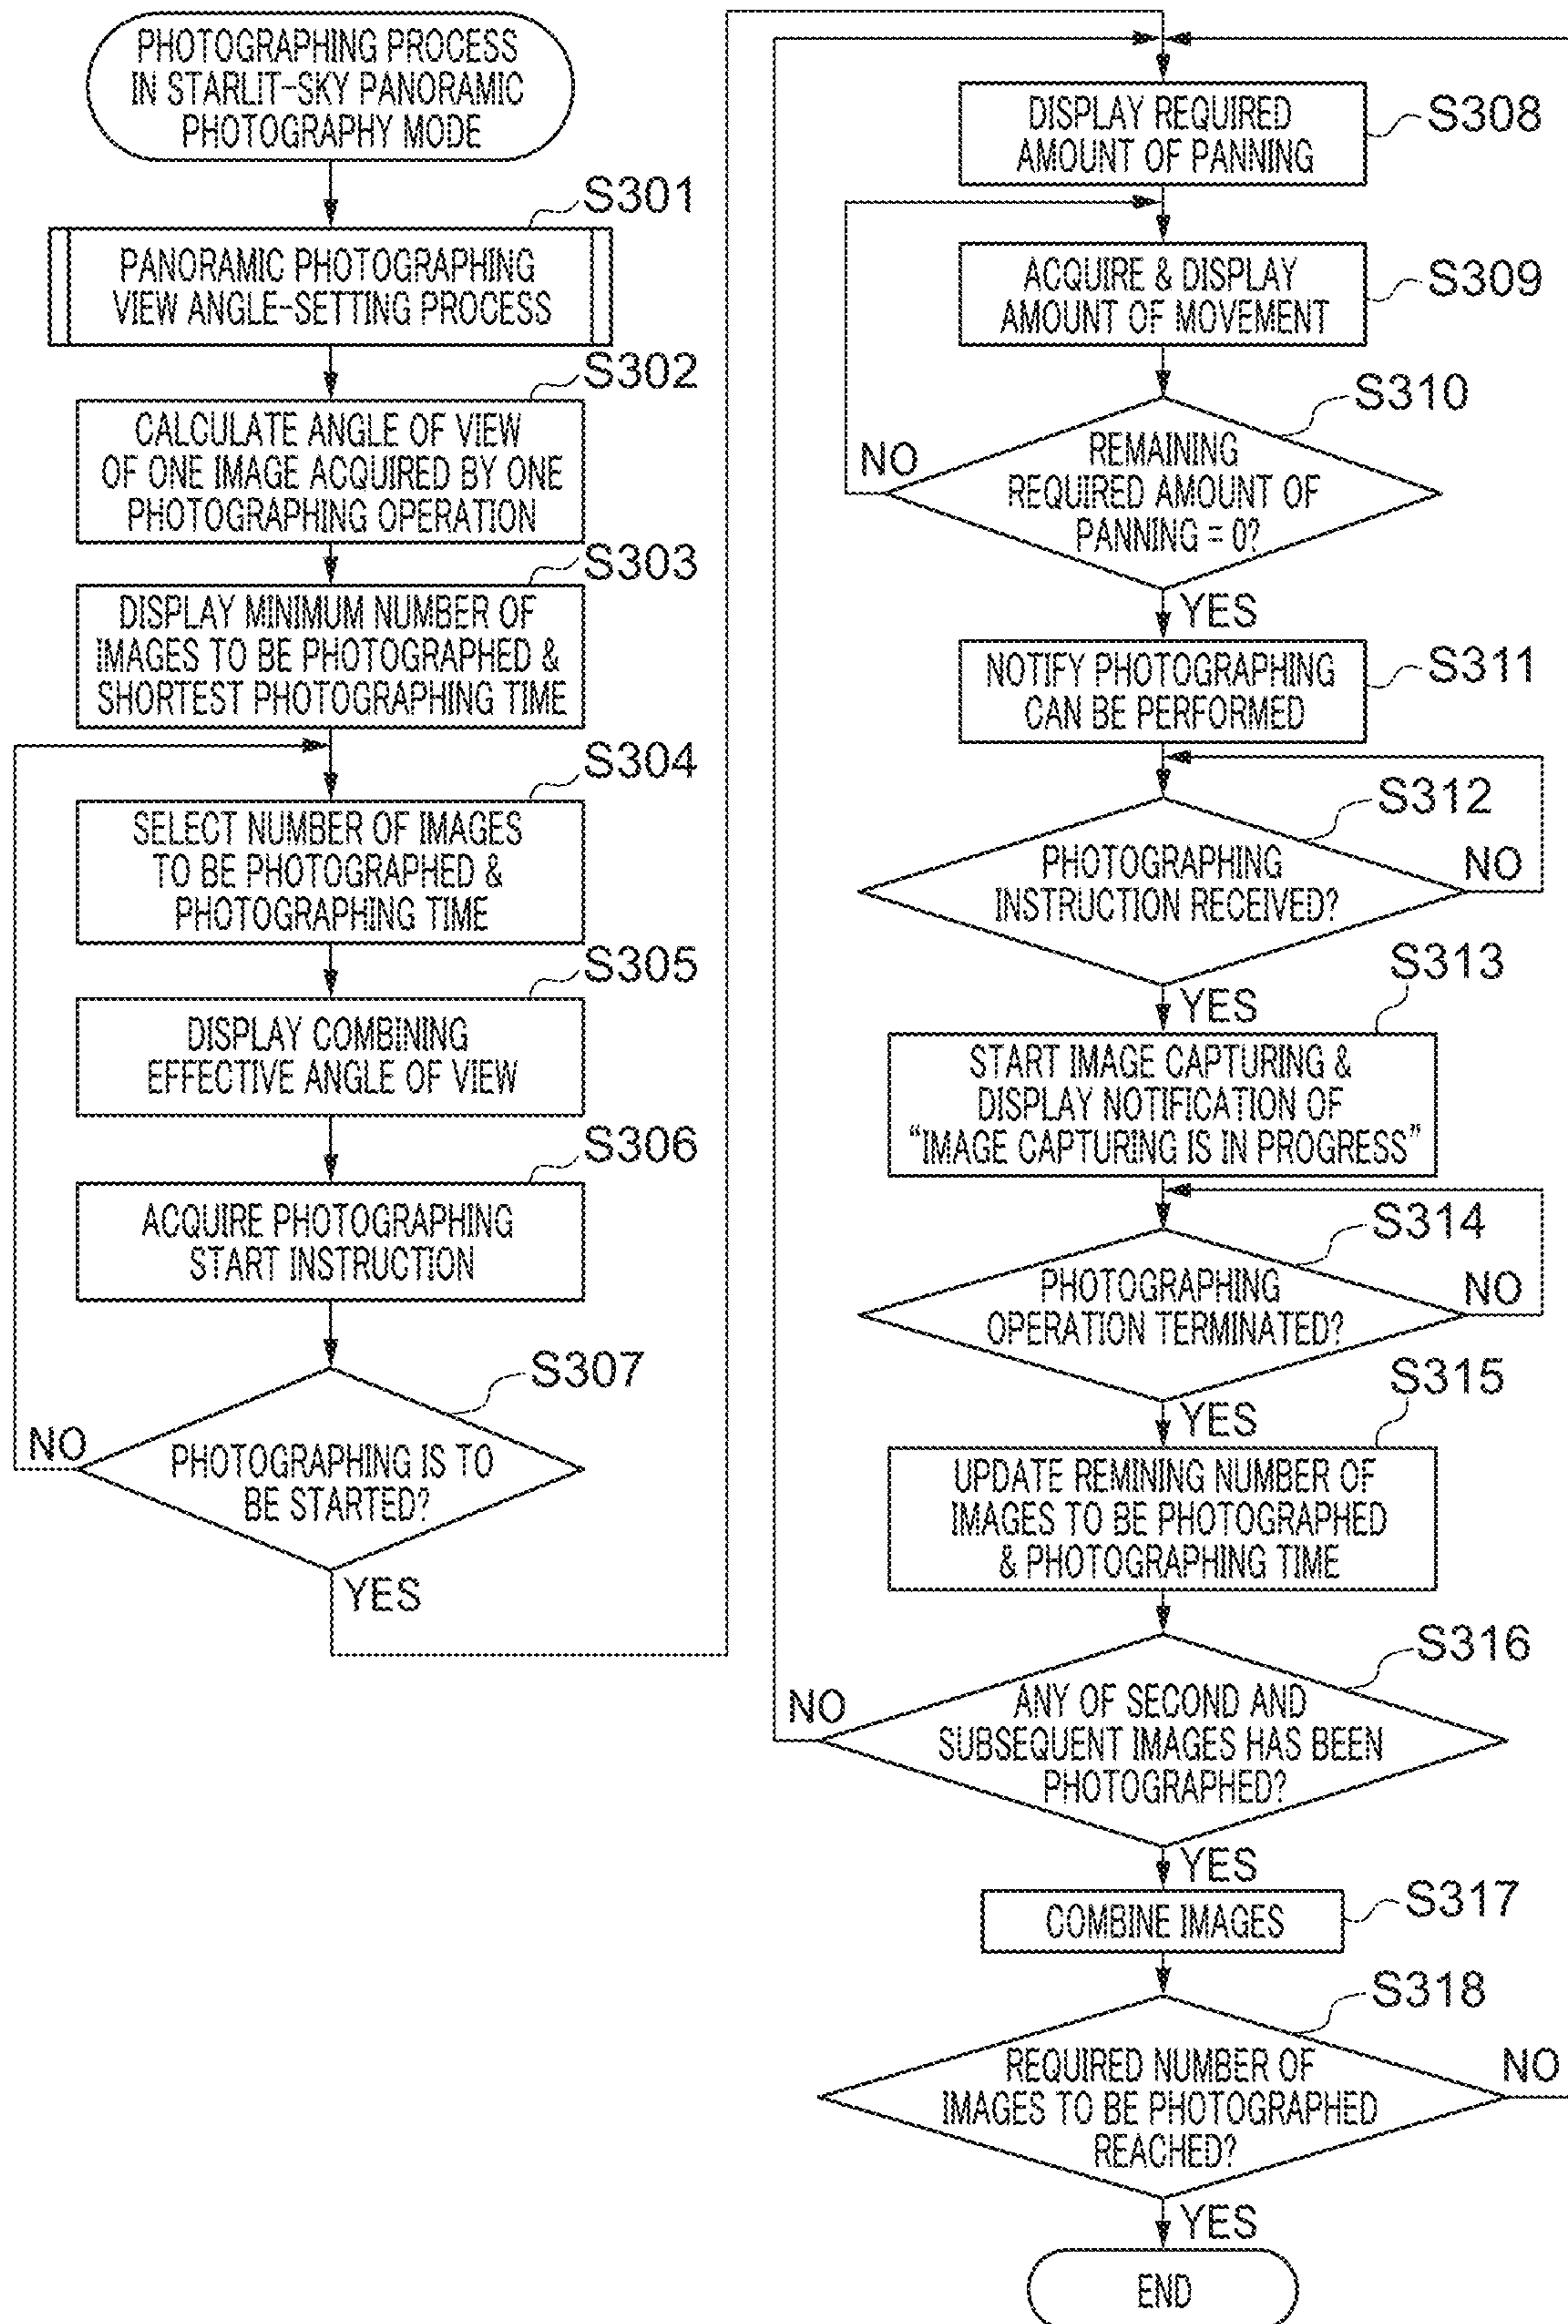 PHOTOGRAPHING PROCESS
IN STARLIT-SKY PANORAMIC
PHOTOGRAPHY MODE
S301
PANORAMIC PHOTOGRAPHING
VIEW ANGLE-SETTING PROCESS
S302
CALCULATE ANGLE OF VIEW
OF ONE IMAGE ACQUIRED BY ONE
PHOTOGRAPHING OPERATION
S303
DISPLAY MINIMUM NUMBER OF
IMAGES TO BE PHOTOGRAPHED &
SHORTEST PHOTOGRAPHING TIME
S304
SELECT NUMBER OF IMAGES
TO BE PHOTOGRAPHED &
PHOTOGRAPHING TIME
S305
DISPLAY COMBINING
EFFECTIVE ANGLE OF VIEW
S306
ACQUIRE PHOTOGRAPHING
START INSTRUCTION
S307
NO
PHOTOGRAPHING IS TO
BE STARTED?
YES
DISPLAY REQUIRED
AMOUNT OF PANNING
S308
ACQUIRE & DISPLAY
AMOUNT OF MOVEMENT
S309
S310
NO
REMAINING
REQUIRED AMOUNT OF
PANNING = 0?
YES
NOTIFY PHOTOGRAPHING
CAN BE PERFORMED
S311
S312
PHOTOGRAPHING
INSTRUCTION RECEIVED?
NO
YES
S313
START IMAGE CAPTURING &
DISPLAY NOTIFICATION OF
“IMAGE CAPTURING IS IN PROGRESS”
S314
PHOTOGRAPHING
OPERATION TERMINATED?
NO
YES
S315
UPDATE REMINING NUMBER OF
IMAGES TO BE PHOTOGRAPHED
& PHOTOGRAPHING TIME
S316
NO
ANY OF SECOND AND
SUBSEQUENT IMAGES HAS BEEN
PHOTOGRAPHED?
YES
COMBINE IMAGES
S317
S318
REQUIRED NUMBER OF
IMAGES TO BE PHOTOGRAPHED
REACHED?
NO
YES
END